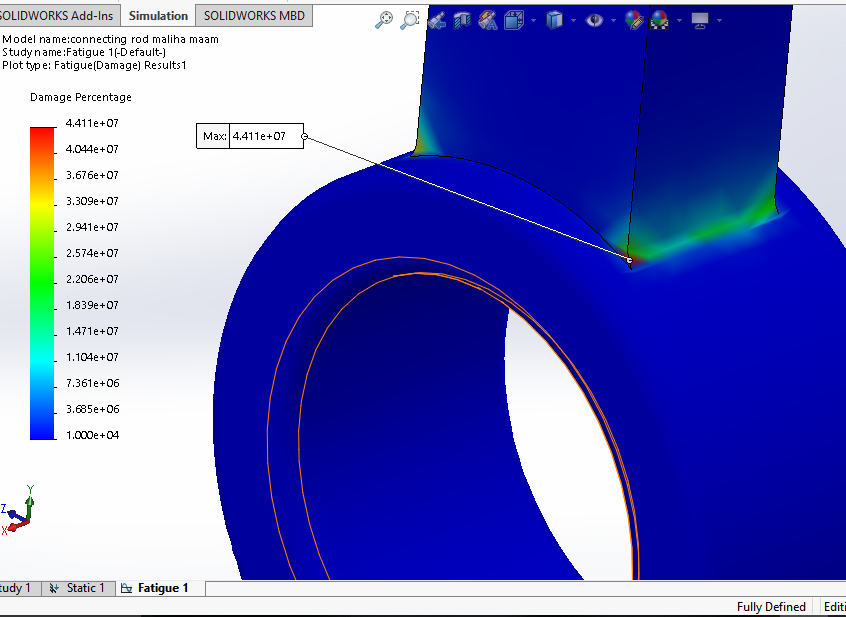 SOLIDWORKS Add-Ins Simulation SOLIDWORKS MBD
Model name:connecting rod maliha maam
Study name:Fatigue 1(-Default-)
Plot type: Fatigue(Damage) Results1
Damage Percentage
4.411e+07
4.044e+07
3.676e+07
3.309e+07
2.941e+07
2.574e+07
2.206e+07
1.839e+07
1.471e+07
1.104e+07
7.361e+06
3.685e+06
1.000e+04
Max: 4.411e+07
Y
Z
X
tudy 1 Static 1 Fatigue 1
Fully Defined Editi